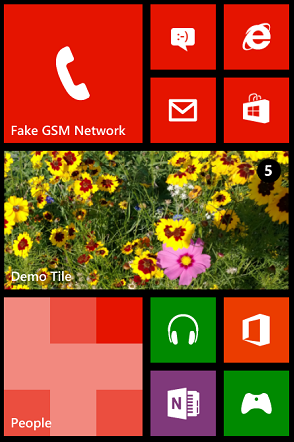 :-)
Fake GSM Network
5
Demo Tile
People
N